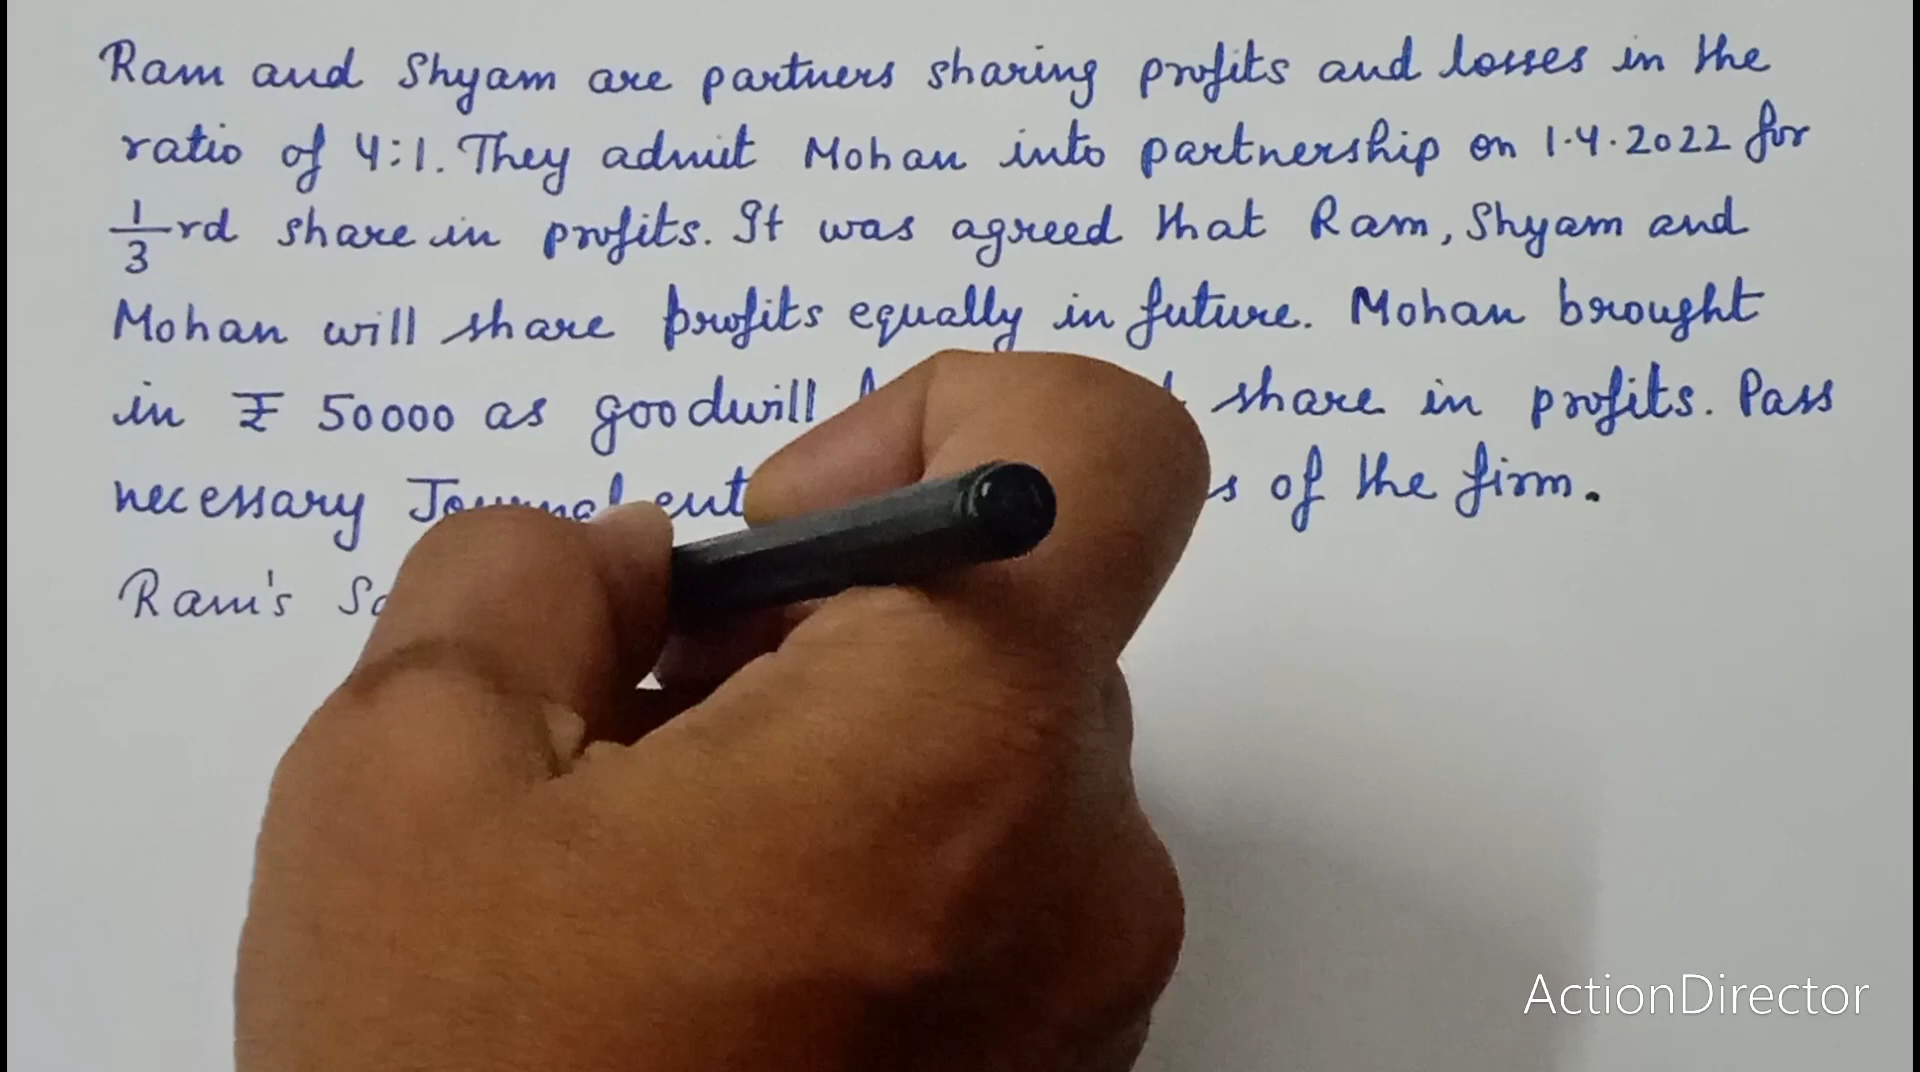 Ram and Shyam are partners sharing profits and losses in the
ratio of 4:1. They admit Mohan into partnership on 1.4.2022 for
1/3 rd share in profits. It was agreed that Ram, Shyam and
Mohan will share profits equally in future. Mohan brought
in ₹ 50000 as goodwill share in profits. Pass
necessary Journal of the firm.
Ram's
ActionDirector